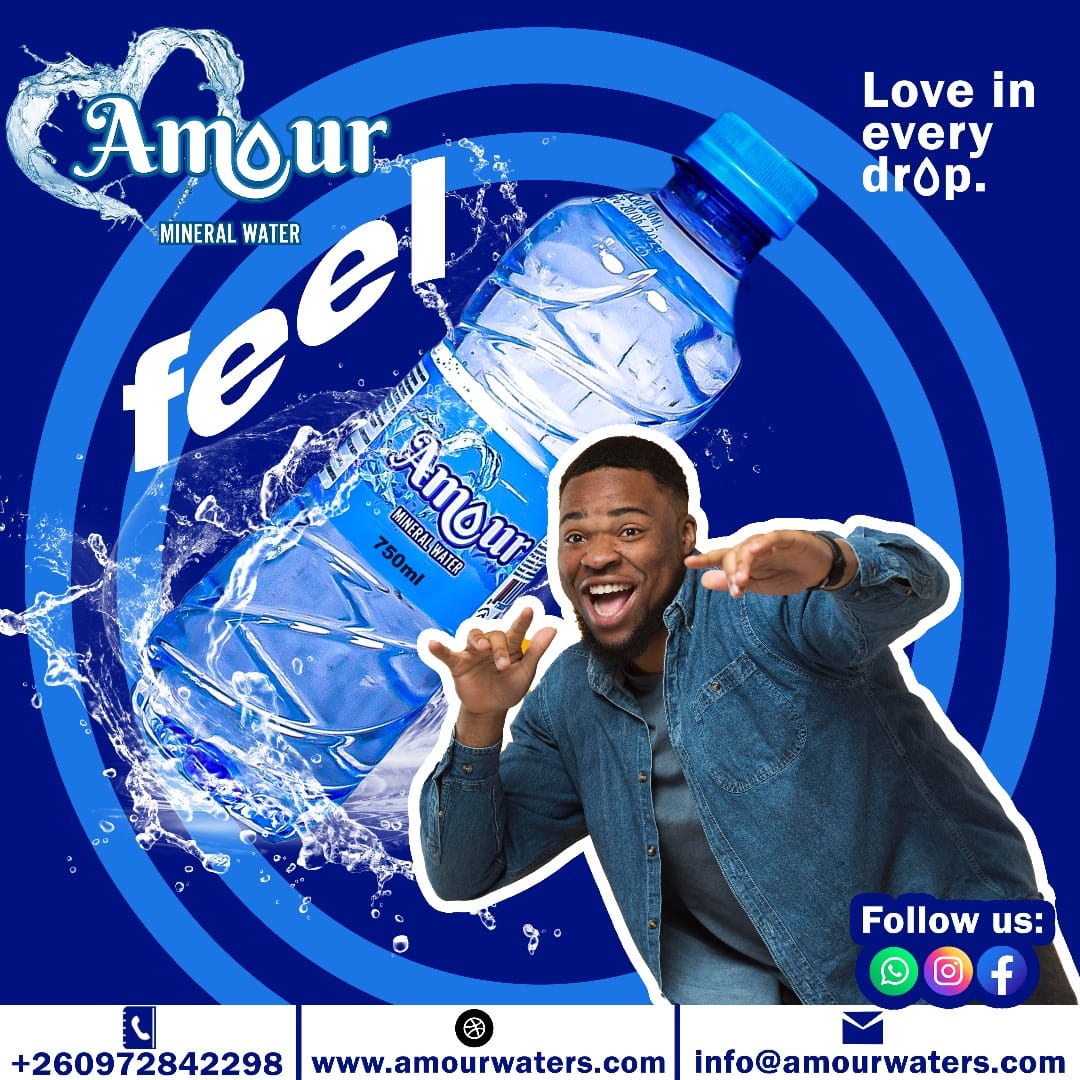 Amour
MINERAL WATER
Love in
every
drop.
feel
Amour
MINERAL WATER
750ml
Follow us:
+260972842298
www.amourwaters.com
info@amourwaters.com